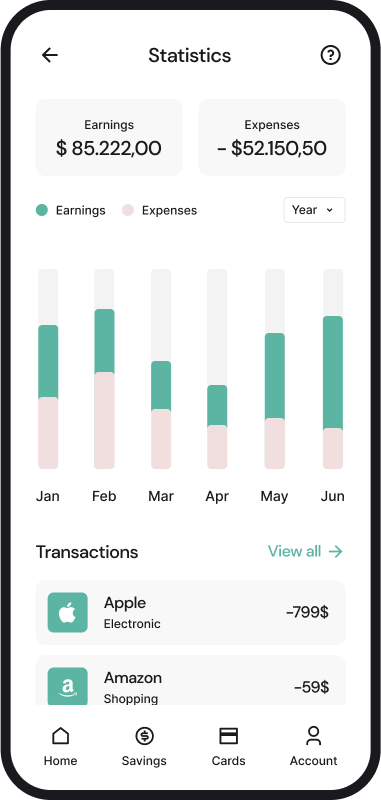 Statistics
Earnings
$ 85.222,00
Expenses
- $52.150,50
Earnings
Expenses
Year
Jan Feb Mar Apr May Jun
Transactions
View all
Apple
Electronic
-799$
Amazon
Shopping
-59$
Home Savings Cards Account